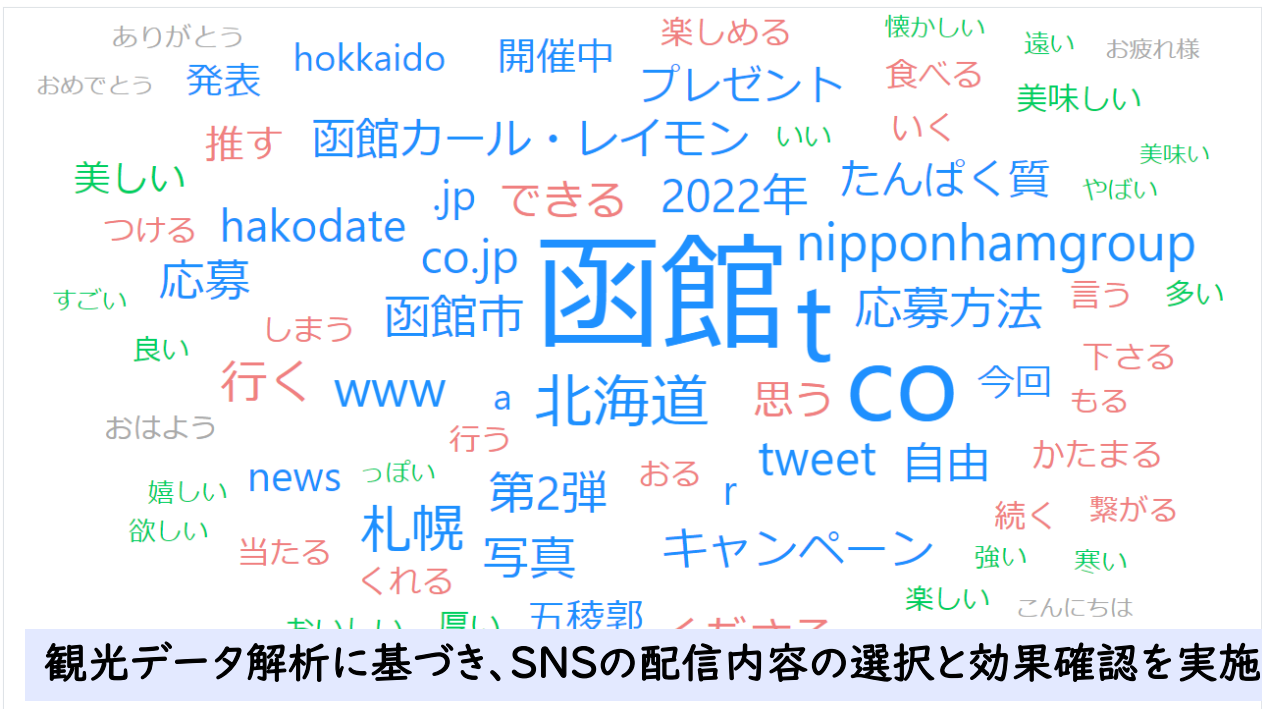 ありがとう
hokkaido
開催中
楽しめる
懐かしい
遠い
お疲れ様
おめでとう
発表
プレゼント
食べる
美味しい
推す
函館カール・レイモン
いい
いく
美味い
美しい
.jp
できる
2022年
たんぱく質
やばい
つける
hakodate
co.jp
函館
nipponhamgroup
すごい
応募
しまう
函館市
t
応募方法
言う
多い
良い
行く
www
a
北海道
思う
co
今回
下さる
もる
おはよう
行う
tweet
自由
かたまる
嬉しい
news
っぽい
第2弾
おる
r
続く
繋がる
欲しい
当たる
札幌
写真
キャンペーン
強い
寒い
くれる
楽しい
こんにちは
おいしい
厚い
五稜郭
くださる
観光データ解析に基づき、SNSの配信内容の選択と効果確認を実施